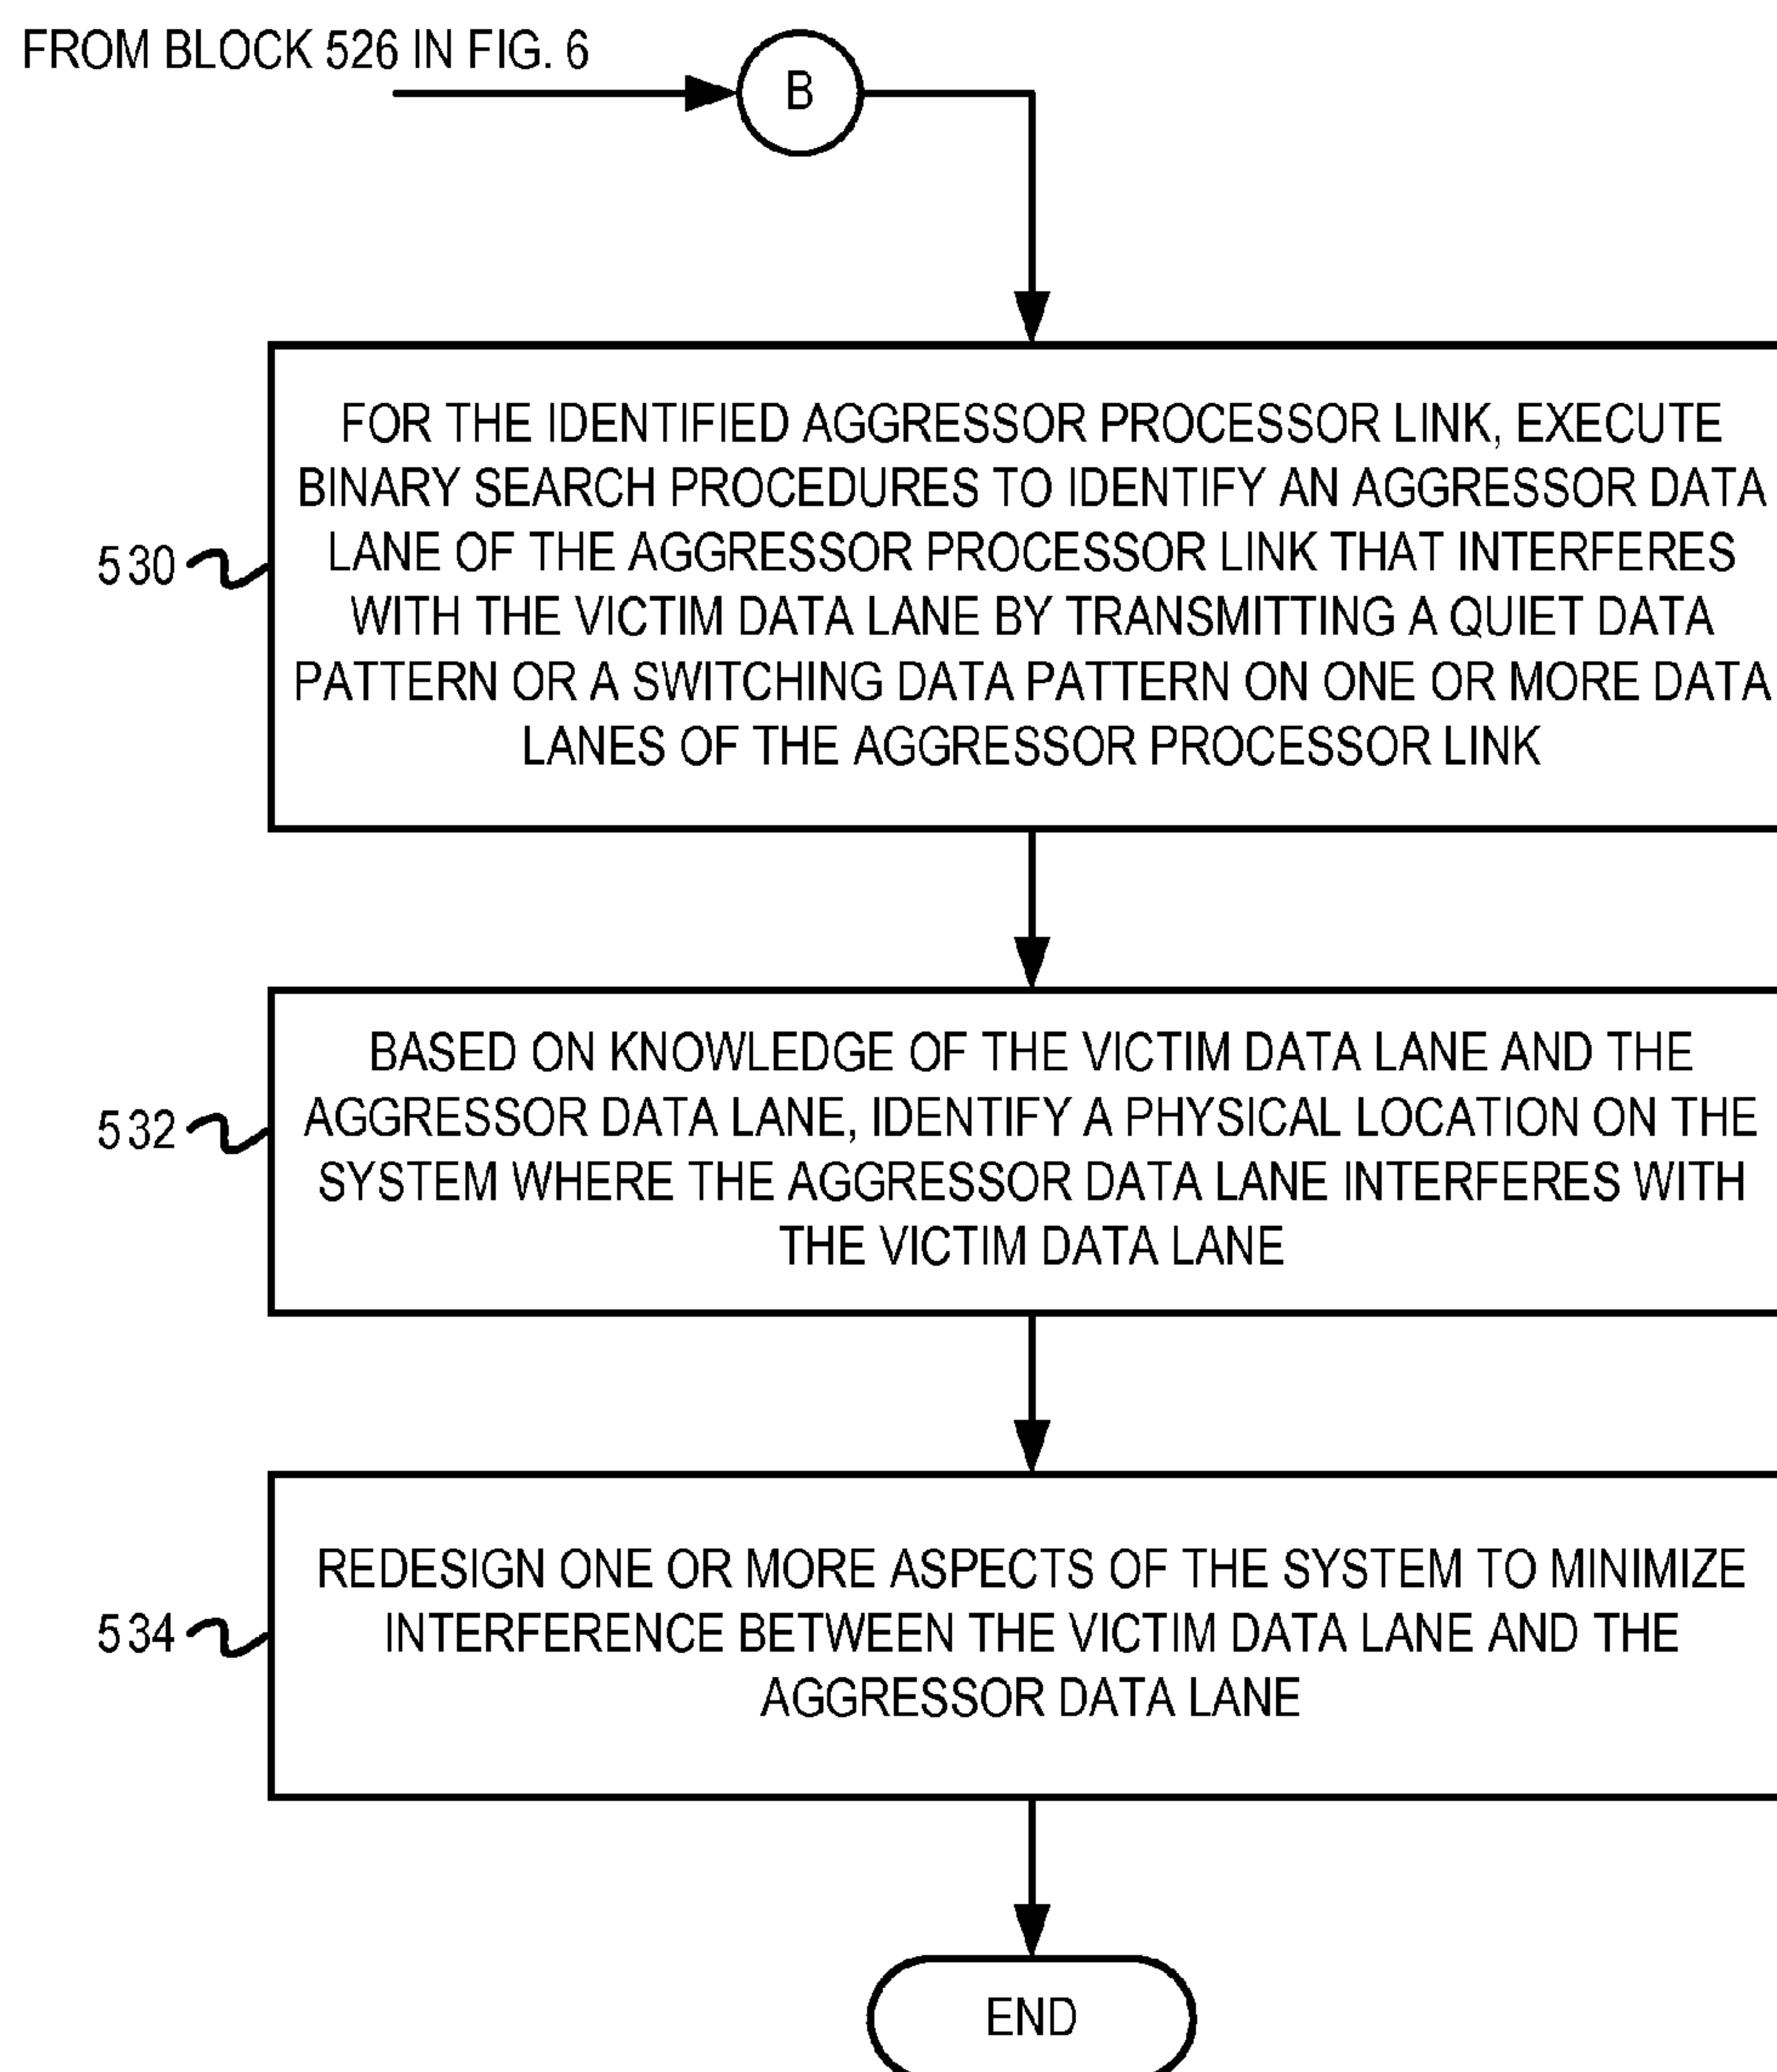 FROM BLOCK 526 IN FIG. 6
B
FOR THE IDENTIFIED AGGRESSOR PROCESSOR LINK, EXECUTE
BINARY SEARCH PROCEDURES TO IDENTIFY AN AGGRESSOR DATA
LANE OF THE AGGRESSOR PROCESSOR LINK THAT INTERFERES
WITH THE VICTIM DATA LANE BY TRANSMITTING A QUIET DATA
PATTERN OR A SWITCHING DATA PATTERN ON ONE OR MORE DATA
LANES OF THE AGGRESSOR PROCESSOR LINK
530
BASED ON KNOWLEDGE OF THE VICTIM DATA LANE AND THE
AGGRESSOR DATA LANE, IDENTIFY A PHYSICAL LOCATION ON THE
SYSTEM WHERE THE AGGRESSOR DATA LANE INTERFERES WITH
THE VICTIM DATA LANE
532
REDESIGN ONE OR MORE ASPECTS OF THE SYSTEM TO MINIMIZE
INTERFERENCE BETWEEN THE VICTIM DATA LANE AND THE
AGGRESSOR DATA LANE
534
END